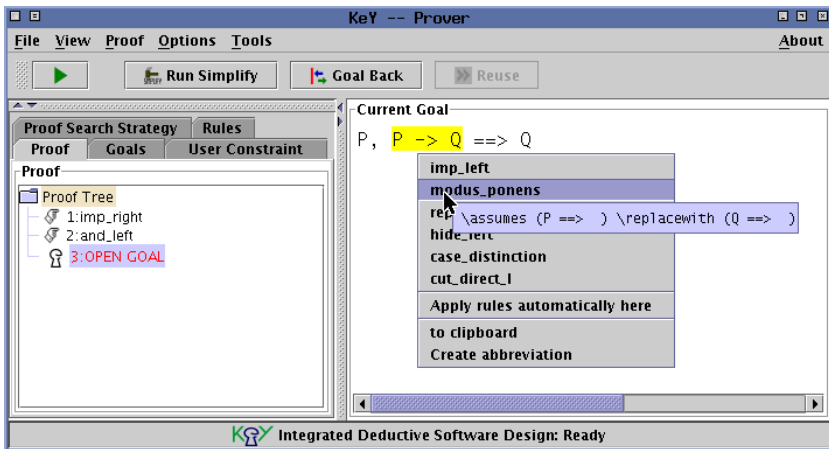 KeY -- Prover
File View Proof Options Tools About
Run Simplify Goal Back Reuse
Proof Search Strategy Rules
Proof Goals User Constraint
Proof
Proof Tree
1:imp_right
2:and_left
3:OPEN GOAL
Current Goal
P, P -> Q ==> Q
imp_left
modus_ponens
rep
\assumes (P ==> ) \replacewith (Q ==> )
hide_left
case_distinction
cut_direct_l
Apply rules automatically here
to clipboard
Create abbreviation
KeY Integrated Deductive Software Design: Ready